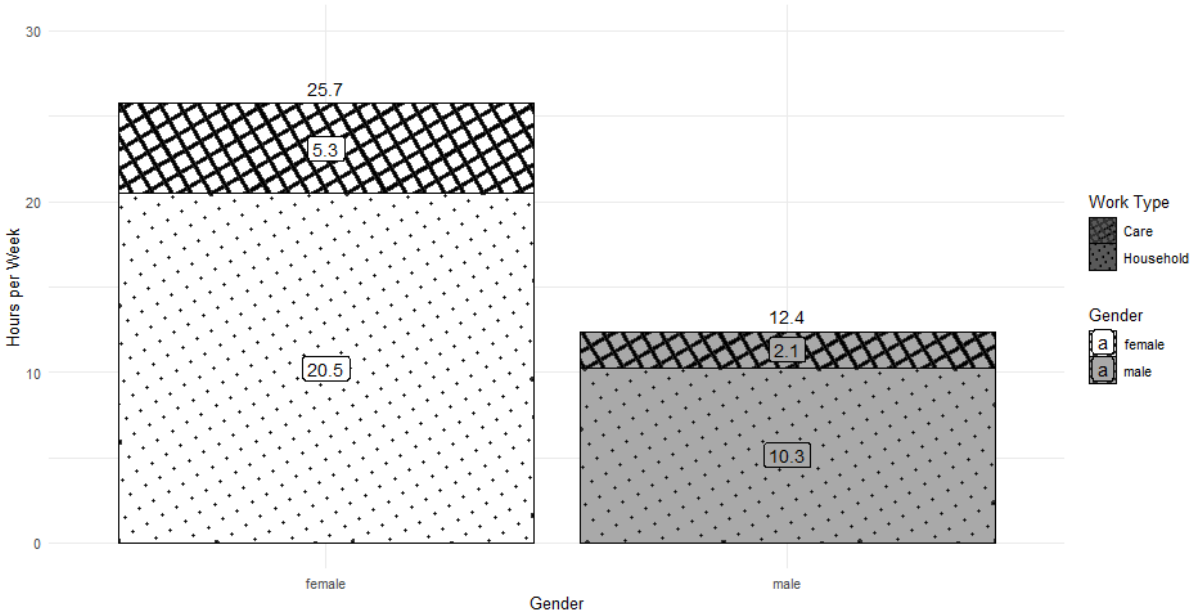 30
20
10
0
Hours per Week
25.7
5.3
20.5
12.4
2.1
10.3
female
male
Gender
Work Type
Care
Household
Gender
a female
a male